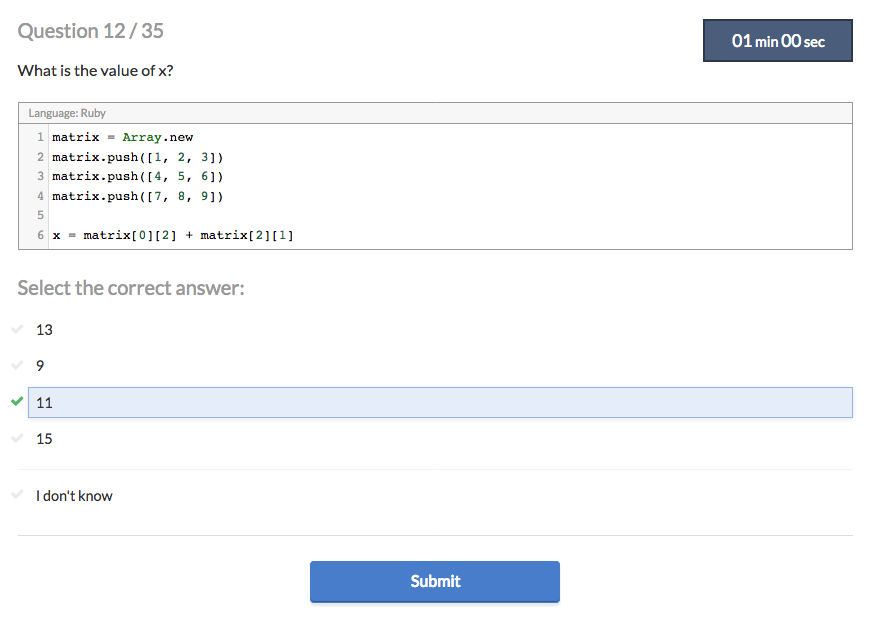 Question 12 / 35
01 min 00 sec
What is the value of x?
Language: Ruby
1 matrix = Array.new
2 matrix.push([1, 2, 3])
3 matrix.push([4, 5, 6])
4 matrix.push([7, 8, 9])
5
6 x = matrix[0][2] + matrix[2][1]
Select the correct answer:
13
9
11
15
I don't know
Submit